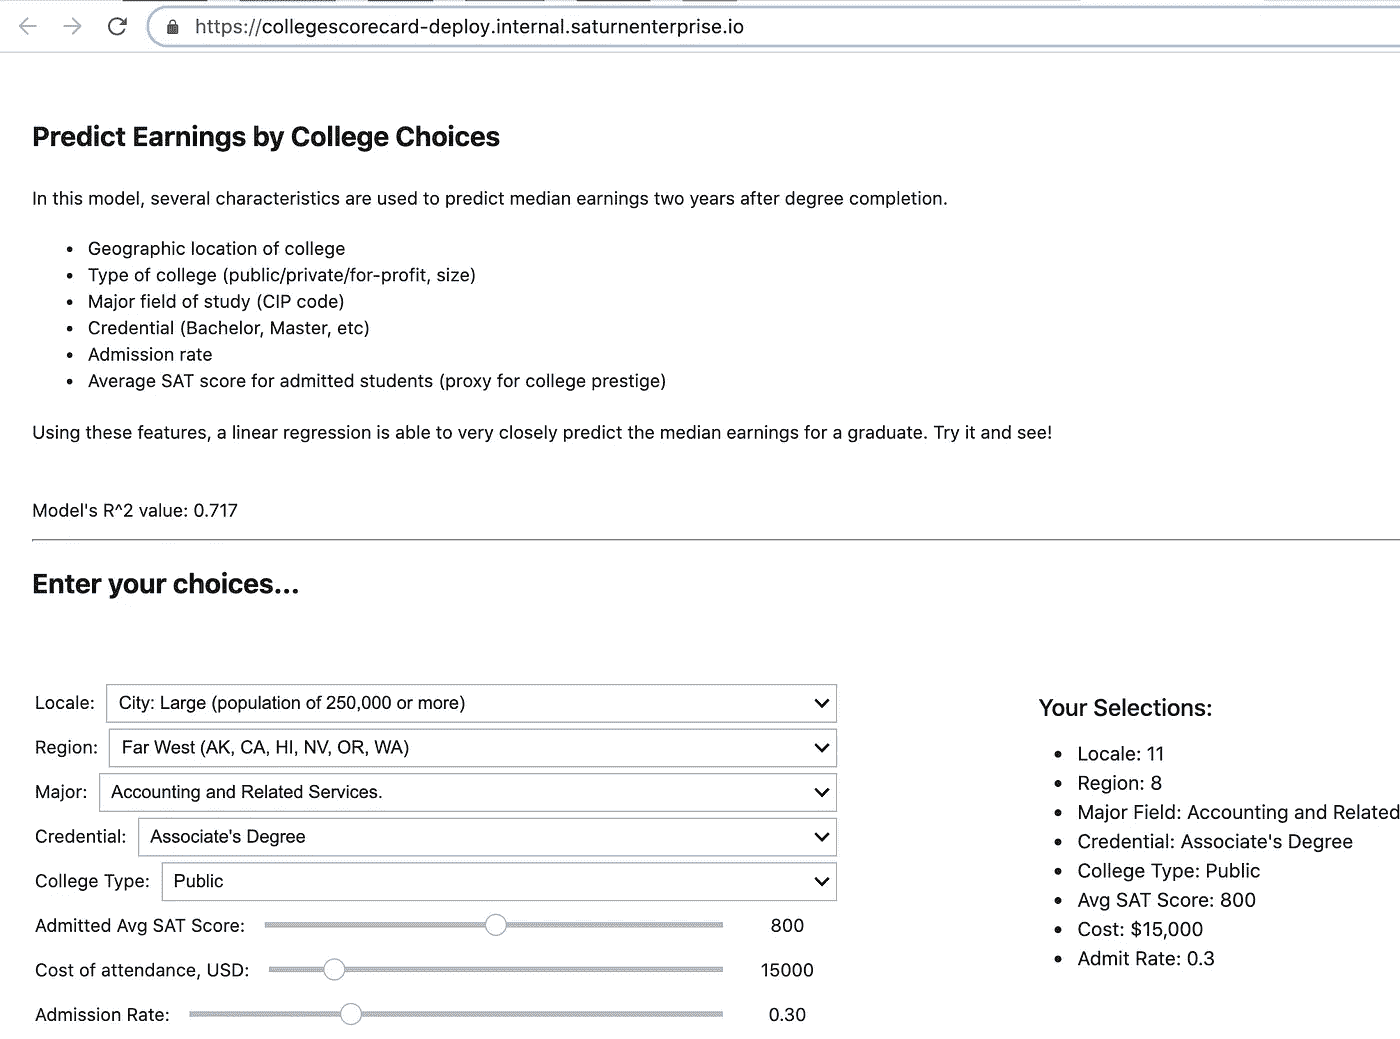 https://collegescorecard-deploy.internal.saturnenterprise.io
Predict Earnings by College Choices
In this model, several characteristics are used to predict median earnings two years after degree completion.
• Geographic location of college
• Type of college (public/private/for-profit, size)
• Major field of study (CIP code)
• Credential (Bachelor, Master, etc)
• Admission rate
• Average SAT score for admitted students (proxy for college prestige)
Using these features, a linear regression is able to very closely predict the median earnings for a graduate. Try it and see!
Model's R^2 value: 0.717
Enter your choices...
Locale: City: Large (population of 250,000 or more)
Region: Far West (AK, CA, HI, NV, OR, WA)
Major: Accounting and Related Services.
Credential: Associate's Degree
College Type: Public
Admitted Avg SAT Score: 800
Cost of attendance, USD: 15000
Admission Rate: 0.30
Your Selections:
• Locale: 11
• Region: 8
• Major Field: Accounting and Related
• Credential: Associate's Degree
• College Type: Public
• Avg SAT Score: 800
• Cost: $15,000
• Admit Rate: 0.3